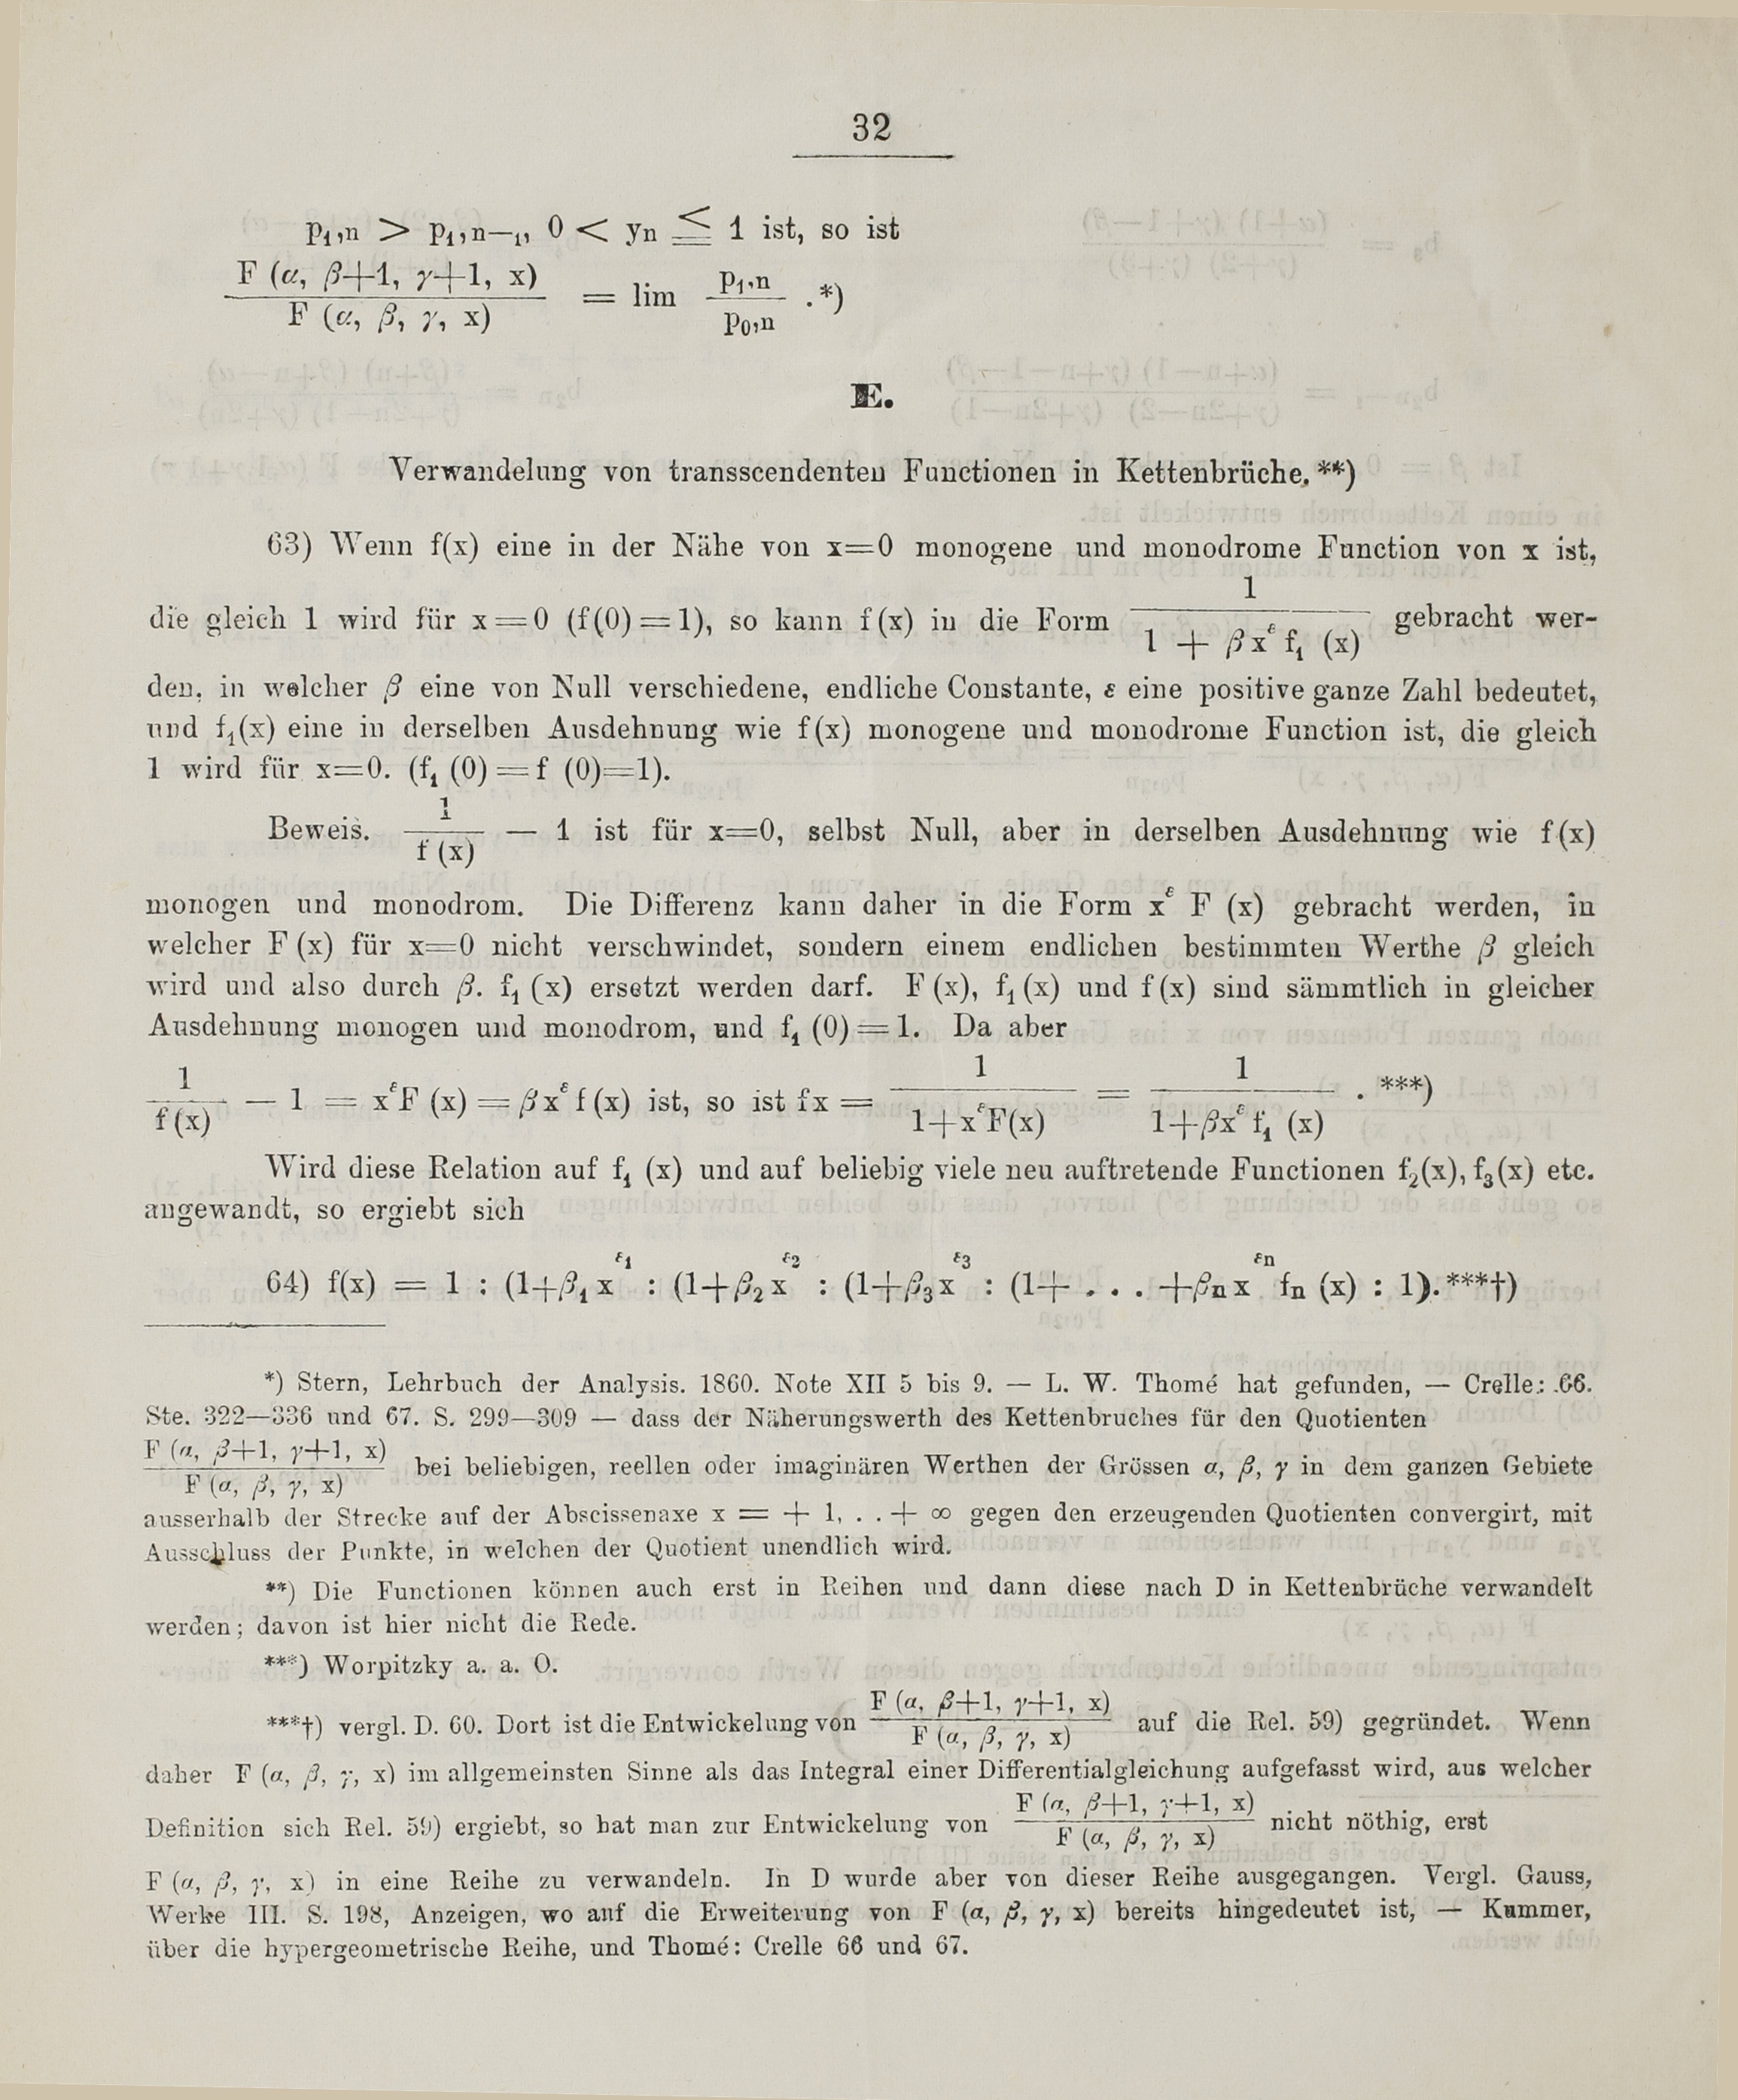 32
p₁,n > p₁,n—₁, 0 < yn ≦ 1 ist, so ist
F (α, β+1, γ+1, x) / F (α, β, γ, x) = lim p₁,n / p₀,n .*)
E.
Verwandelung von transscendenten Functionen in Kettenbrüche.**)
63) Wenn f(x) eine in der Nähe von x=0 monogene und monodrome Function von x ist,
die gleich 1 wird für x=0 (f(0)=1), so kann f(x) in die Form 1 / 1 + βx^ε f₁ (x) gebracht wer-
den, in welcher β eine von Null verschiedene, endliche Constante, ε eine positive ganze Zahl bedeutet,
und f₁(x) eine in derselben Ausdehnung wie f(x) monogene und monodrome Function ist, die gleich
1 wird für x=0. (f₁ (0)=f (0)=1).
Beweis. 1 / f (x) — 1 ist für x=0, selbst Null, aber in derselben Ausdehnung wie f(x)
monogen und monodrom. Die Differenz kann daher in die Form x^ε F (x) gebracht werden, in
welcher F (x) für x=0 nicht verschwindet, sondern einem endlichen bestimmten Werthe β gleich
wird und also durch β. f₁ (x) ersetzt werden darf. F (x), f₁ (x) und f (x) sind sämmtlich in gleicher
Ausdehnung monogen und monodrom, und f₁ (0)=1. Da aber
1 / f (x) — 1 = x^ε F (x) = βx^ε f (x) ist, so ist fx = 1 / 1+x^ε F(x) = 1 / 1+βx^ε f₁ (x) . ***)
Wird diese Relation auf f₁ (x) und auf beliebig viele neu auftretende Functionen f₂(x), f₃(x) etc.
angewandt, so ergiebt sich
64) f(x) = 1 : (1+β₁ x^ε₁ : (1+β₂ x^ε₂ : (1+β₃x^ε₃ : (1+ . . . +βn x^εn fn (x) : 1).***†)
*) Stern, Lehrbuch der Analysis. 1860. Note XII 5 bis 9. — L. W. Thomé hat gefunden, — Crelle: .66.
Ste. 322—336 und 67. S. 299—309 — dass der Näherungswerth des Kettenbruches für den Quotienten
F (α, β+1, γ+1, x) / F (α, β, γ, x) bei beliebigen, reellen oder imaginären Werthen der Grössen α, β, γ in dem ganzen Gebiete
ausserhalb der Strecke auf der Abscissenaxe x = + 1, . . + ∞ gegen den erzeugenden Quotienten convergirt, mit
Ausschluss der Punkte, in welchen der Quotient unendlich wird.
**) Die Functionen können auch erst in Reihen und dann diese nach D in Kettenbrüche verwandelt
werden; davon ist hier nicht die Rede.
***) Worpitzky a. a. O.
***†) vergl. D. 60. Dort ist die Entwickelung von F (α, β+1, γ+1, x) / F (α, β, γ, x) auf die Rel. 59) gegründet. Wenn
daher F (α, β, γ, x) im allgemeinsten Sinne als das Integral einer Differentialgleichung aufgefasst wird, aus welcher
Definition sich Rel. 59) ergiebt, so hat man zur Entwickelung von F (α, β+1, γ+1, x) / F (α, β, γ, x) nicht nöthig, erst
F (α, β, γ, x) in eine Reihe zu verwandeln. In D wurde aber von dieser Reihe ausgegangen. Vergl. Gauss,
Werke III. S. 198, Anzeigen, wo auf die Erweiterung von F (α, β, γ, x) bereits hingedeutet ist, — Kummer,
über die hypergeometrische Reihe, und Thomé: Crelle 66 und 67.